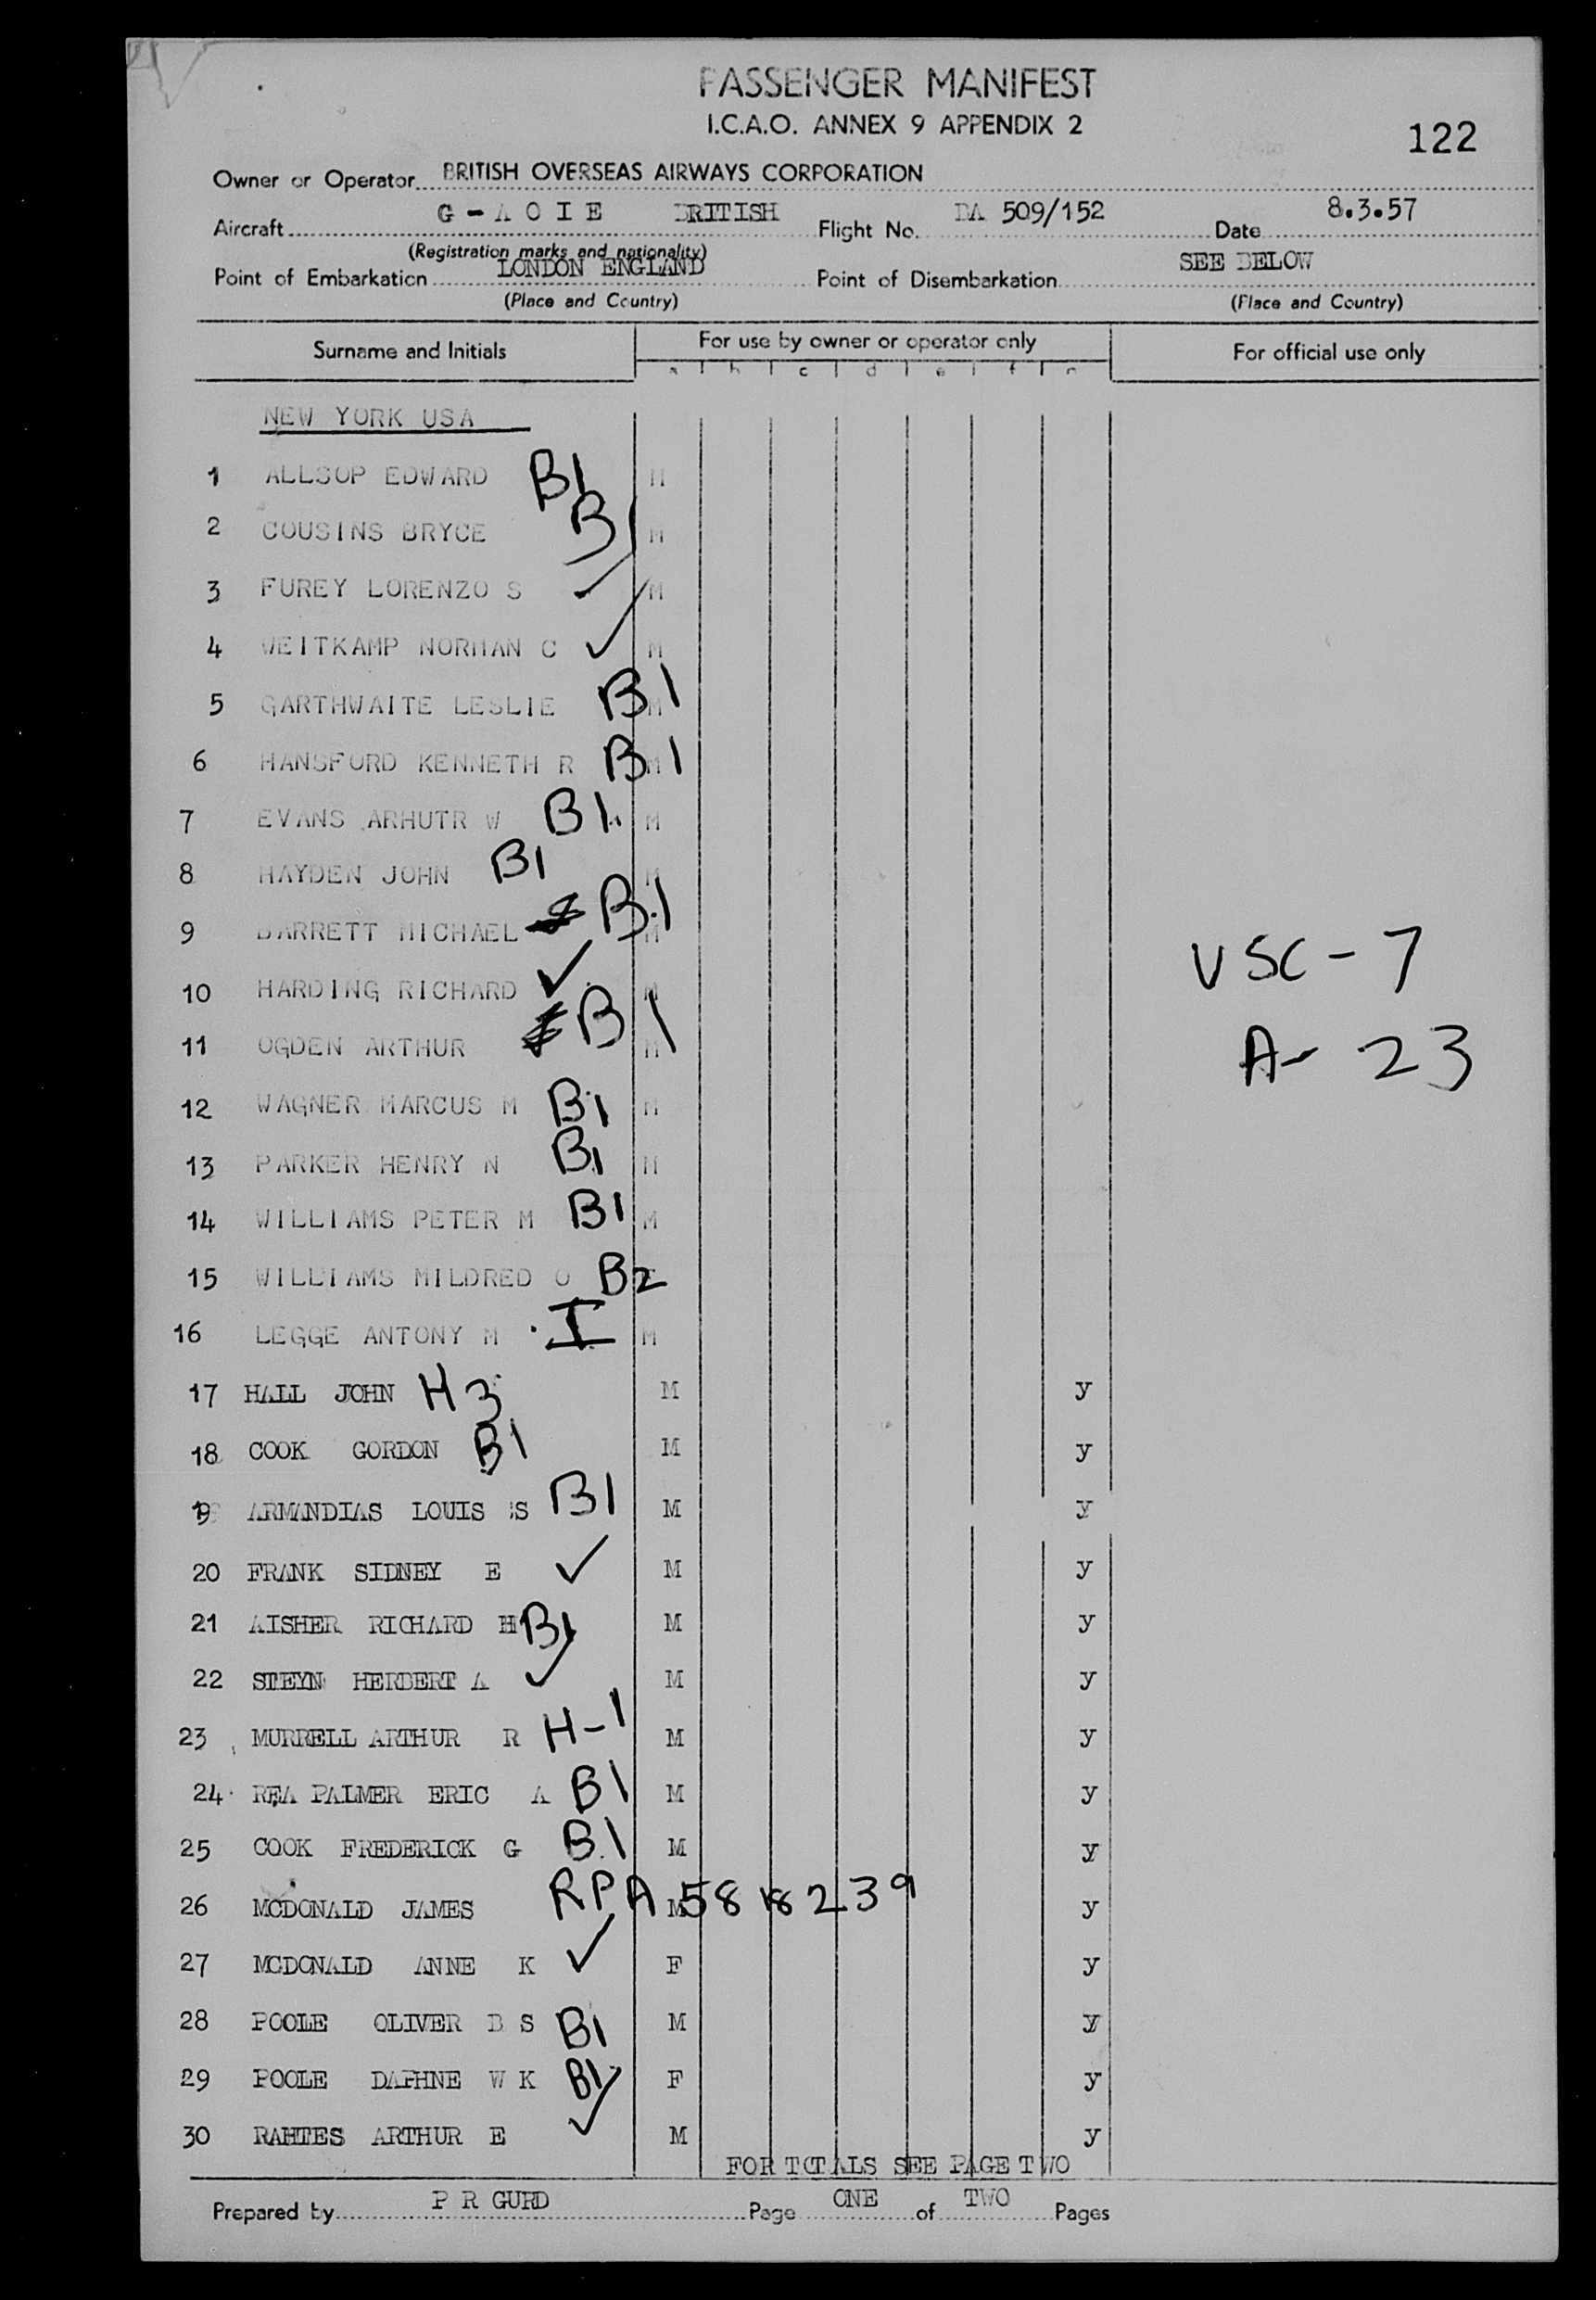 PASSENGER MANIFEST
I.C.A.O. ANNEX 9 APPENDIX 2
122
Owner or Operator BRITISH OVERSEAS AIRWAYS CORPORATION
Aircraft G - A O I E BRITISH Flight No. BA 509/152 Date 8.3.57
(Registration marks and nationality)
Point of Embarkation LONDON ENGLAND Point of Disembarkation SEE BELOW
(Place and Country) (Place and Country)
Surname and Initials For use by owner or operator only For official use only
a b c d e f g
NEW YORK USA
1 ALLSOP EDWARD B1 M
2 COUSINS BRYCE B1 M
3 FUREY LORENZO S ✓ M
4 WEITKAMP NORMAN C ✓ M
5 GARTHWAITE LESLIE B1 M
6 HANSFORD KENNETH R B1 M
7 EVANS ARHUTR W B1 M
8 HAYDEN JOHN B1 M
9 BARRETT MICHAEL B1 M
VSC - 7
10 HARDING RICHARD ✓ M
11 OGDEN ARTHUR B1 M
A - 23
12 WAGNER MARCUS M B1 M
13 PARKER HENRY N B1 M
14 WILLIAMS PETER M B1 M
15 WILLIAMS MILDRED O B2
16 LEGGE ANTONY M I M
17 HALL JOHN H3 M y
18 COOK GORDON B1 M y
19 ARMANDIAS LOUIS S B1 M y
20 FRANK SIDNEY E ✓ M y
21 AISHER RICHARD H B1 M y
22 STEYN HERBERT A ✓ M y
23 MURRELL ARTHUR R H-1 M y
24 REA PALMER ERIC A B1 M y
25 COOK FREDERICK G B1 M y
26 MCDONALD JAMES RPA M 5818239 y
27 MCDONALD ANNE K ✓ F y
28 POOLE OLIVER B S B1 M y
29 POOLE DAPHNE W K B1 F y
30 RAHTES ARTHUR E ✓ M y
FOR TOTALS SEE PAGE TWO
Prepared by P R GURD Page ONE of TWO Pages